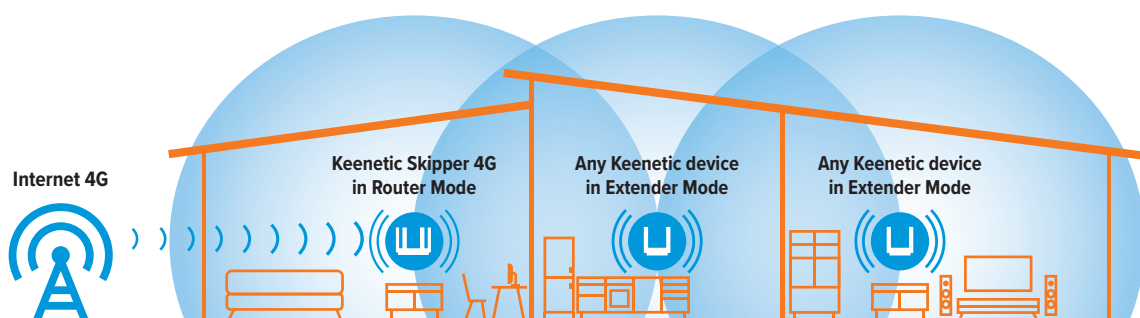 Internet 4G
Keenetic Skipper 4G
in Router Mode
Any Keenetic device
in Extender Mode
Any Keenetic device
in Extender Mode